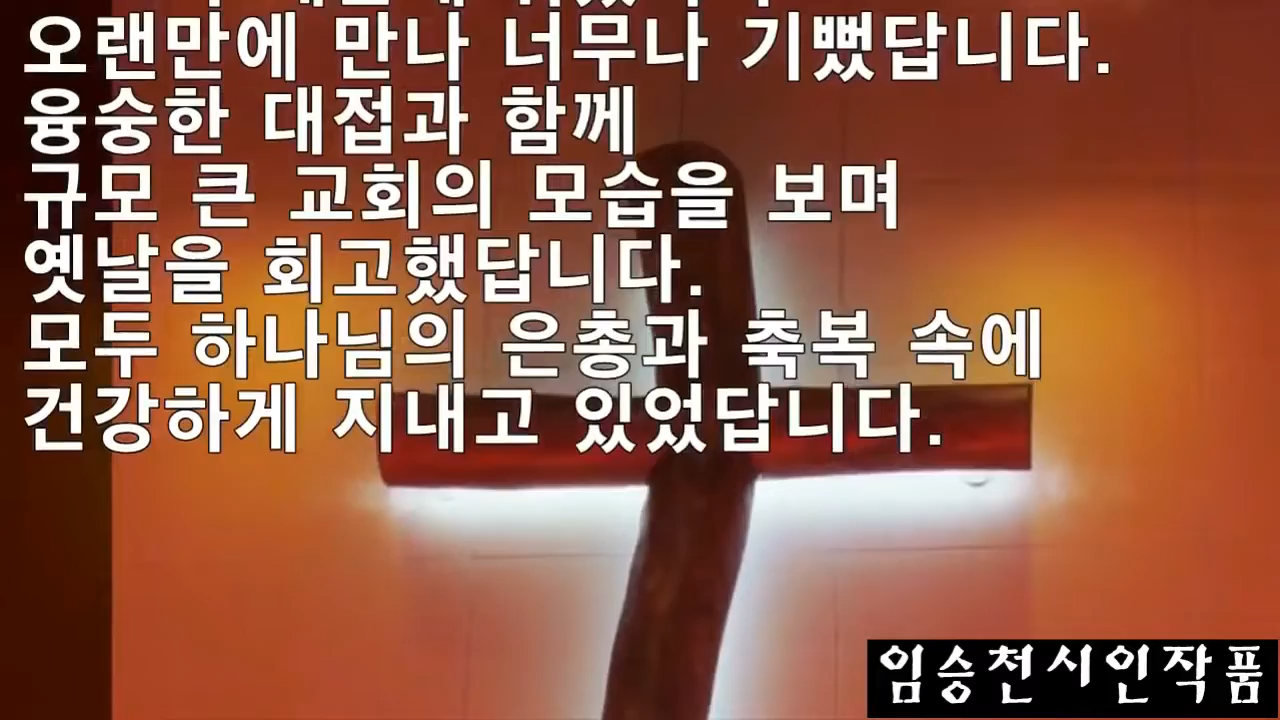 오랜만에 만나 너무나 기뻤답니다.
융숭한 대접과 함께
규모 큰 교회의 모습을 보며
옛날을 회고했답니다.
모두 하나님의 은총과 축복 속에
건강하게 지내고 있었답니다.
임승천시인작품